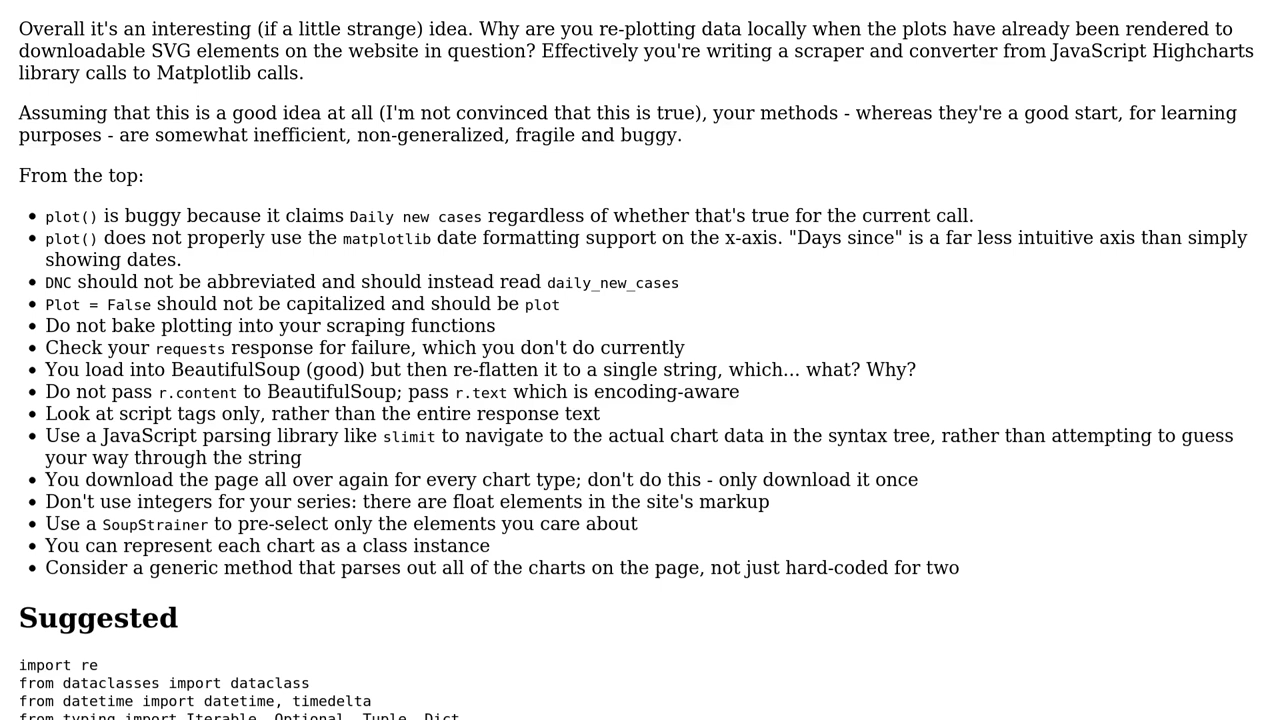 Overall it's an interesting (if a little strange) idea. Why are you re-plotting data locally when the plots have already been rendered to
downloadable SVG elements on the website in question? Effectively you're writing a scraper and converter from JavaScript Highcharts
library calls to Matplotlib calls.
Assuming that this is a good idea at all (I'm not convinced that this is true), your methods - whereas they're a good start, for learning
purposes - are somewhat inefficient, non-generalized, fragile and buggy.
From the top:
• plot() is buggy because it claims Daily new cases regardless of whether that's true for the current call.
• plot() does not properly use the matplotlib date formatting support on the x-axis. "Days since" is a far less intuitive axis than simply
showing dates.
• DNC should not be abbreviated and should instead read daily_new_cases
• Plot = False should not be capitalized and should be plot
• Do not bake plotting into your scraping functions
• Check your requests response for failure, which you don't do currently
• You load into BeautifulSoup (good) but then re-flatten it to a single string, which... what? Why?
• Do not pass r.content to BeautifulSoup; pass r.text which is encoding-aware
• Look at script tags only, rather than the entire response text
• Use a JavaScript parsing library like slimit to navigate to the actual chart data in the syntax tree, rather than attempting to guess
your way through the string
• You download the page all over again for every chart type; don't do this - only download it once
• Don't use integers for your series: there are float elements in the site's markup
• Use a SoupStrainer to pre-select only the elements you care about
• You can represent each chart as a class instance
• Consider a generic method that parses out all of the charts on the page, not just hard-coded for two
Suggested
import re
from dataclasses import dataclass
from datetime import datetime, timedelta
from typing import Iterable, Optional, Tuple, Dict